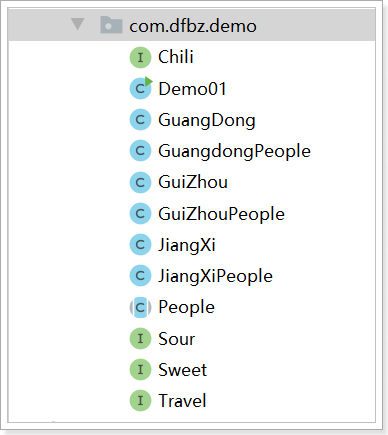 com.dfbz.demo
I Chili
C Demo01
C GuangDong
C GuangdongPeople
C GuiZhou
C GuiZhouPeople
C JiangXi
C JiangXiPeople
C People
I Sour
I Sweet
I Travel